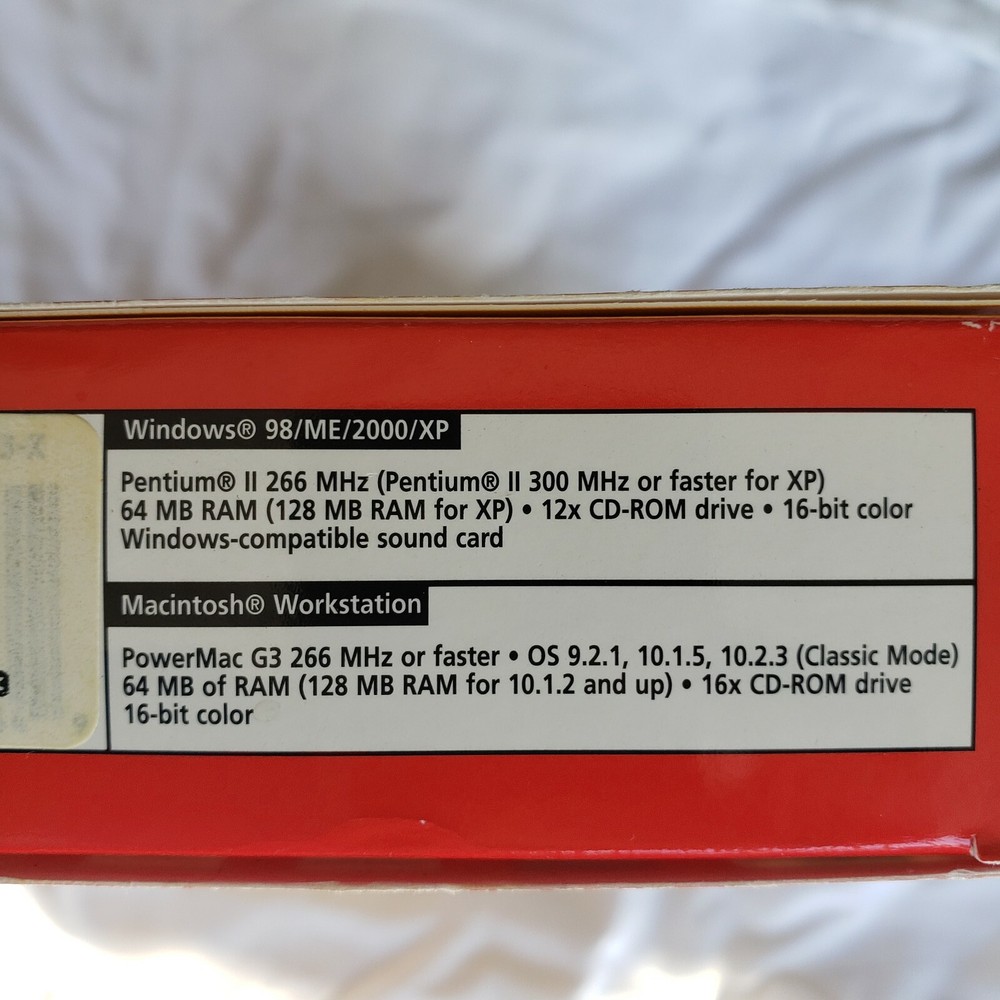 Windows® 98/ME/2000/XP
Pentium® II 266 MHz (Pentium® II 300 MHz or faster for XP)
64 MB RAM (128 MB RAM for XP) • 12x CD-ROM drive • 16-bit color
Windows-compatible sound card
Macintosh® Workstation
PowerMac G3 266 MHz or faster • OS 9.2.1, 10.1.5, 10.2.3 (Classic Mode)
64 MB of RAM (128 MB RAM for 10.1.2 and up) • 16x CD-ROM drive
16-bit color